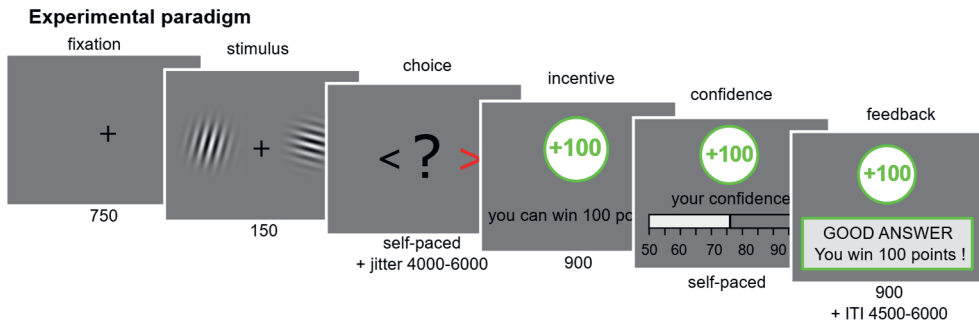 Experimental paradigm
fixation
+
750
stimulus
+
150
choice
< ? >
self-paced
+ jitter 4000-6000
incentive
+100
you can win 100 po
900
confidence
+100
your confidence
50 60 70 80 90
self-paced
feedback
+100
GOOD ANSWER
You win 100 points !
900
+ ITI 4500-6000